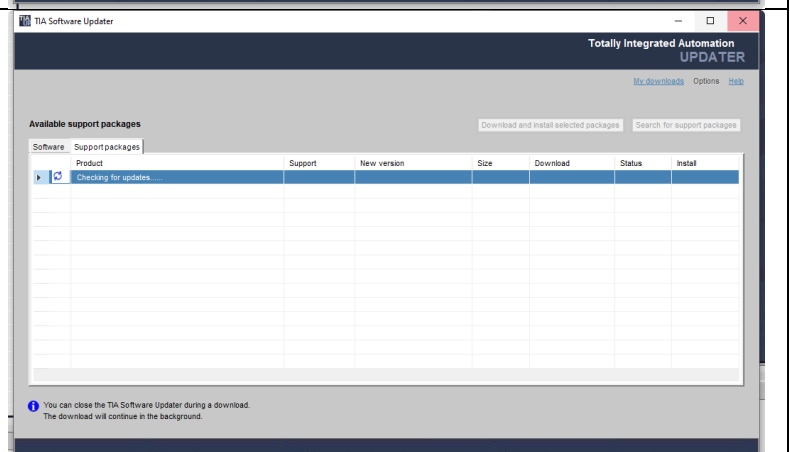 TIA Software Updater
Totally Integrated Automation
UPDATER
My downloads Options Help
Available support packages
Download and install selected packages Search for support packages
Software Support packages
Product Support New version Size Download Status Install
Checking for updates......
You can close the TIA Software Updater during a download.
The download will continue in the background.